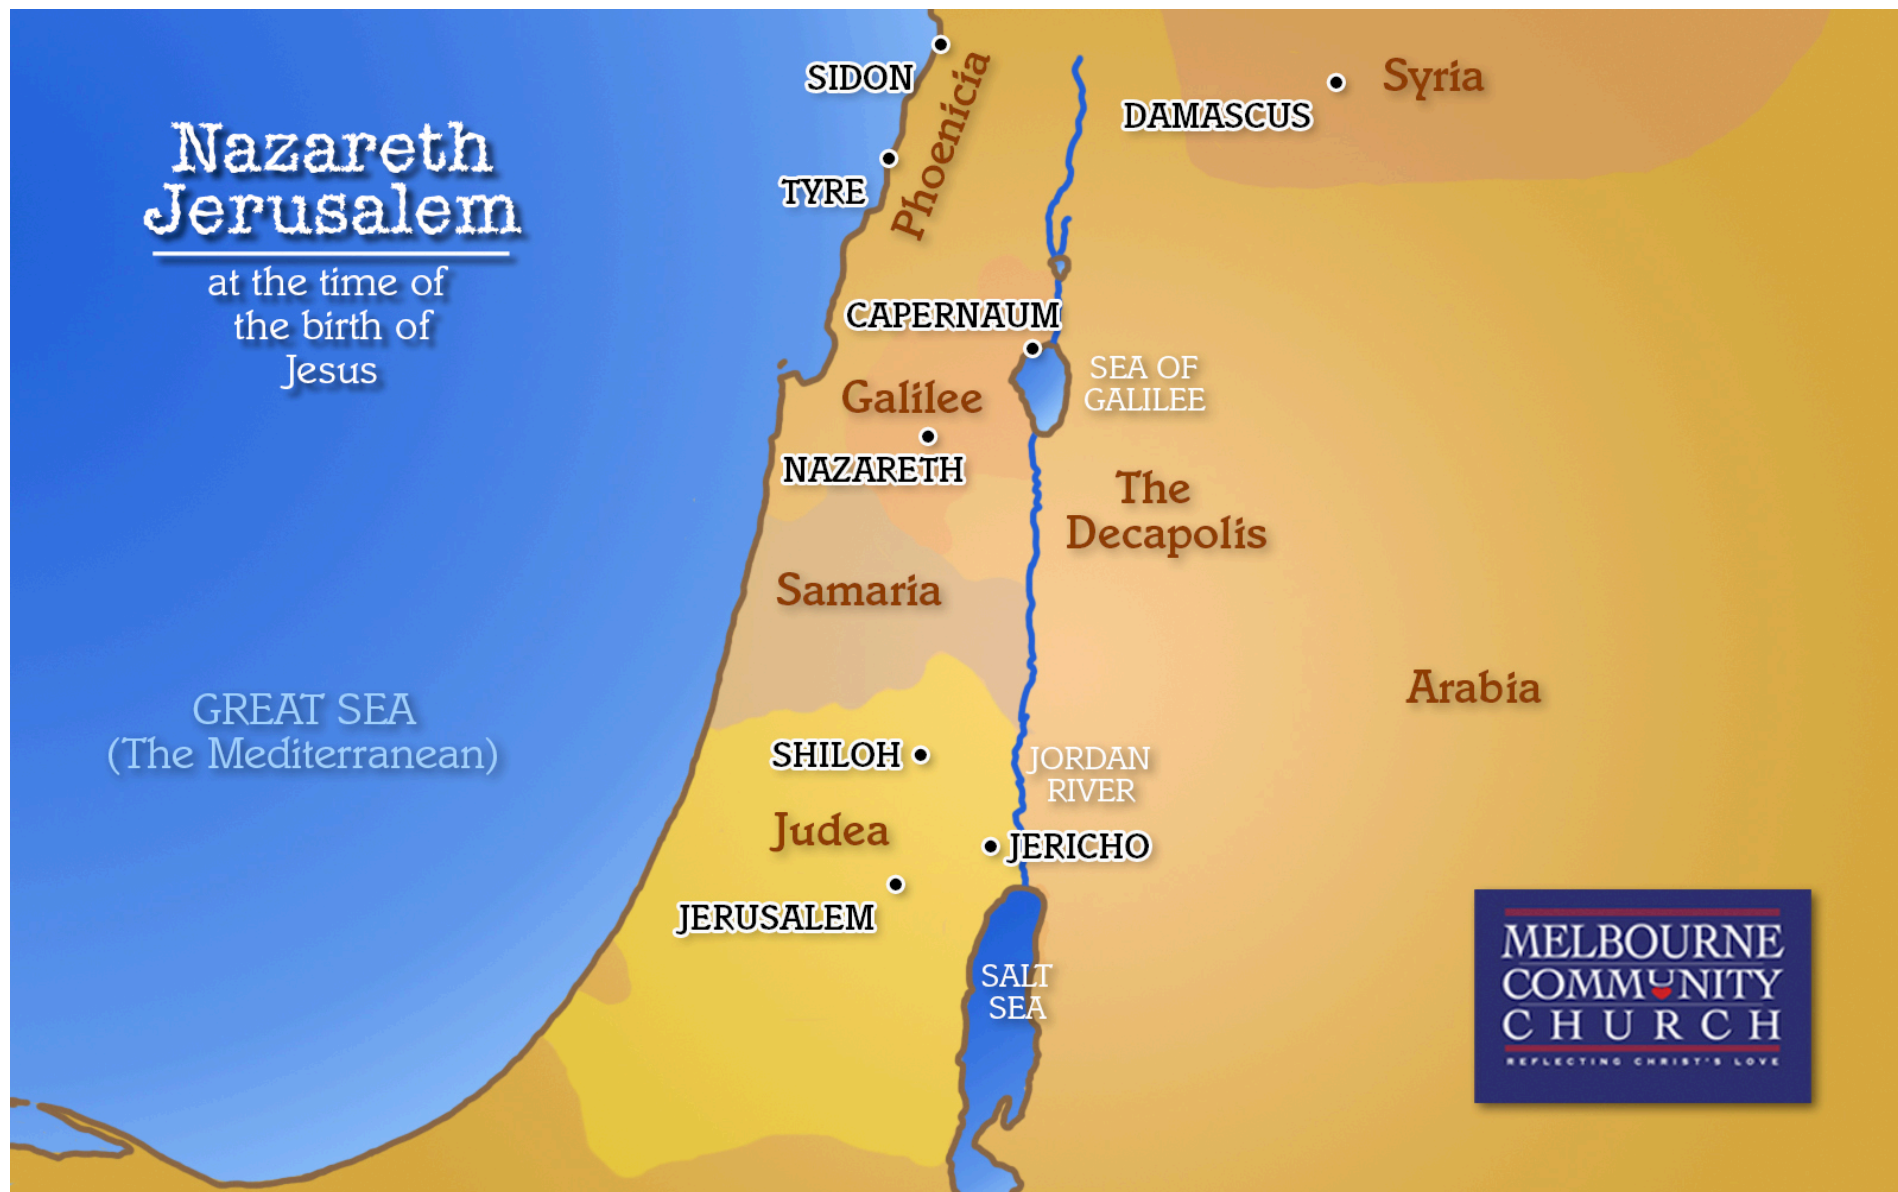 Nazareth
Jerusalem
at the time of
the birth of
Jesus
SIDON
Phoenicia
TYRE
DAMASCUS
Syria
CAPERNAUM
SEA OF
GALILEE
Galilee
NAZARETH
The
Decapolis
Samaria
GREAT SEA
(The Mediterranean)
Arabia
SHILOH
JORDAN
RIVER
Judea
JERICHO
JERUSALEM
SALT
SEA
MELBOURNE
COMMUNITY
CHURCH
REFLECTING CHRIST'S LOVE